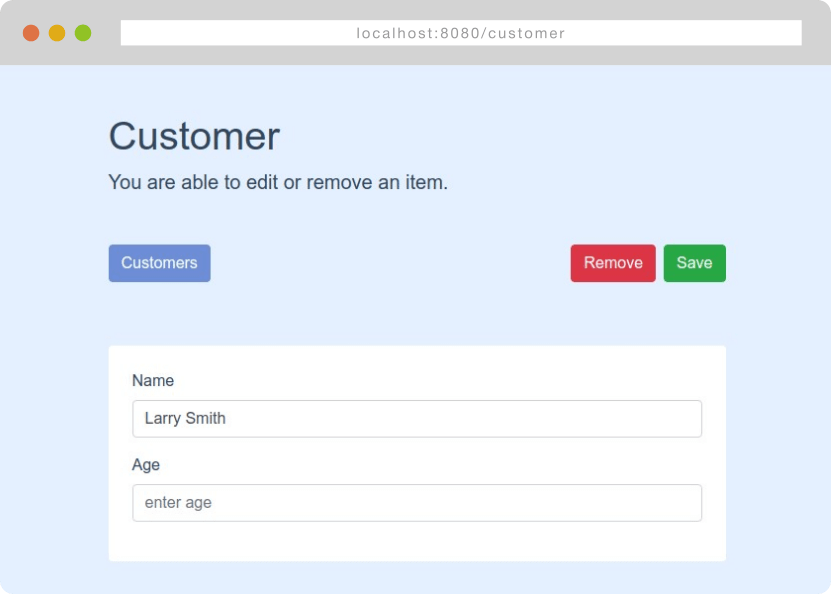 localhost:8080/customer
Customer
You are able to edit or remove an item.
Customers
Remove
Save
Name
Larry Smith
Age
enter age